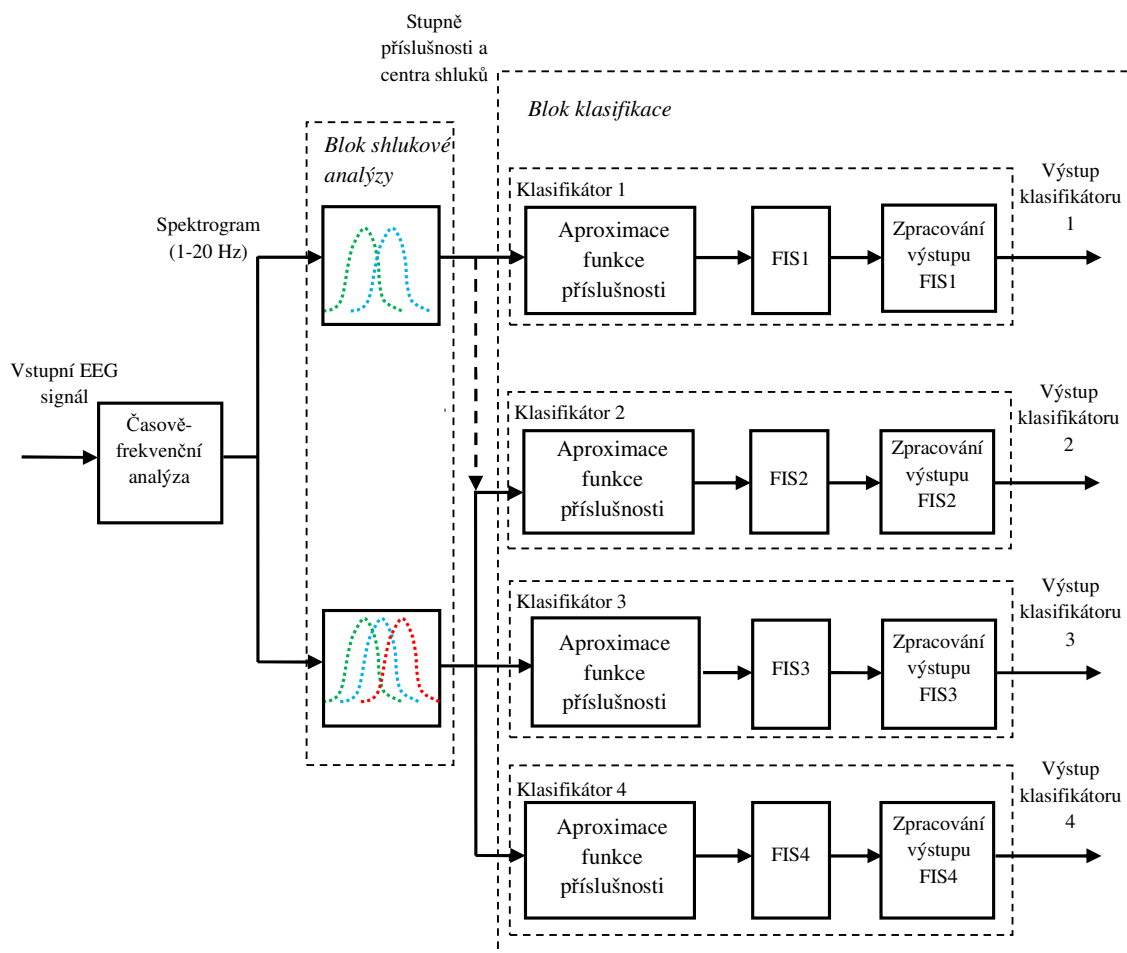 Stupně
příslušnosti a
centra shluků
Blok klasifikace
Blok shlukové
analýzy
Spektrogram
(1-20 Hz)
Vstupní EEG
signál
Časově-
frekvenční
analýza
Klasifikátor 1
Aproximace
funkce
příslušnosti
FIS1
Zpracování
výstupu
FIS1
Výstup
klasifikátoru
1
Klasifikátor 2
Aproximace
funkce
příslušnosti
FIS2
Zpracování
výstupu
FIS2
Výstup
klasifikátoru
2
Klasifikátor 3
Aproximace
funkce
příslušnosti
FIS3
Zpracování
výstupu
FIS3
Výstup
klasifikátoru
3
Klasifikátor 4
Aproximace
funkce
příslušnosti
FIS4
Zpracování
výstupu
FIS4
Výstup
klasifikátoru
4